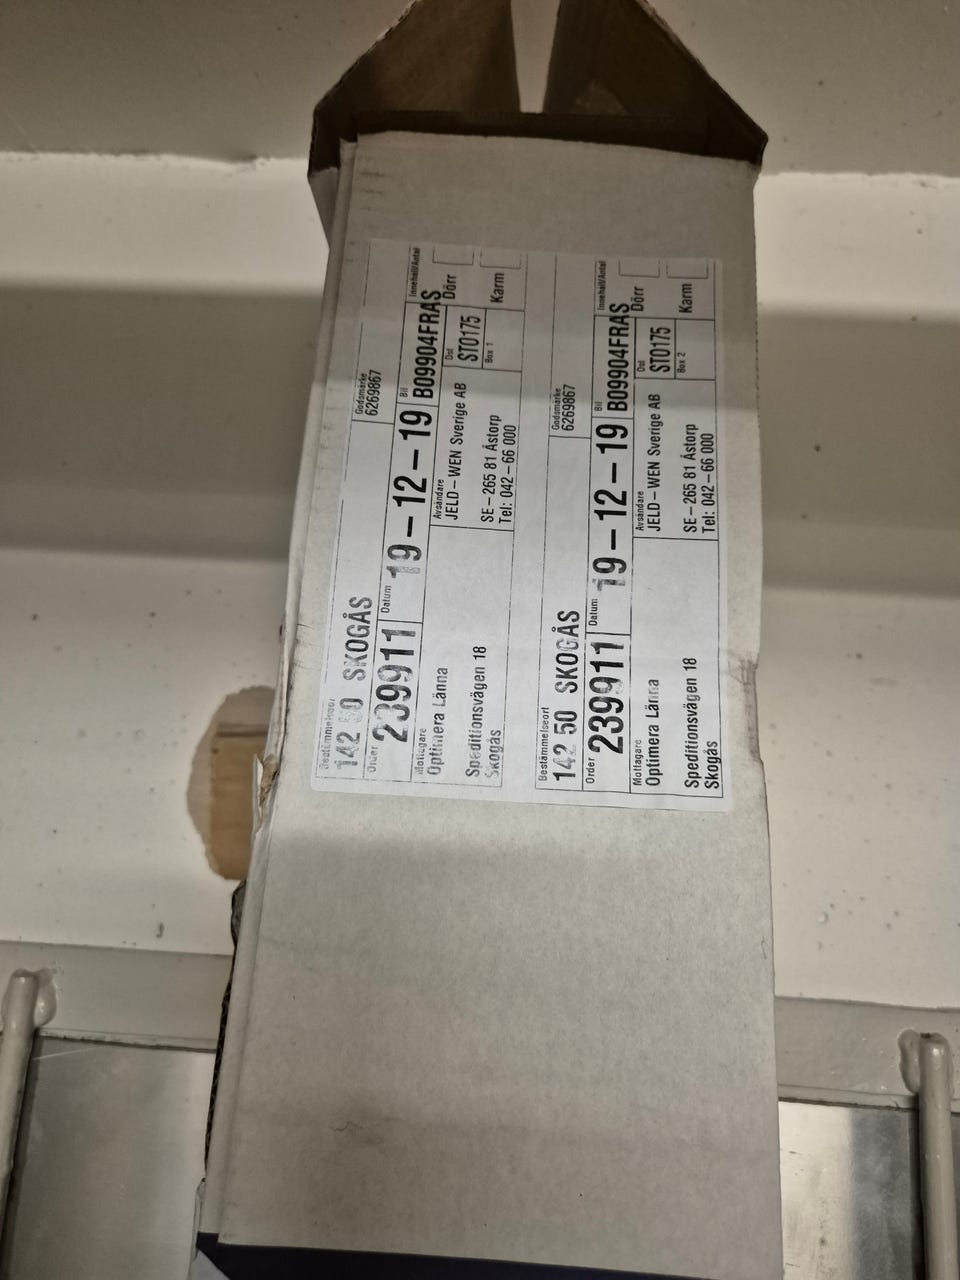 Bestämmelseort
142 50 SKOGÅS
Godsmärke
6269867
Order
239911
Datum
19-12-19
Bil
B09904FRAS
Innehåll/Antal
Mottagare
Optimera Länna
Speditionsvägen 18
Skogås
Avsändare
JELD-WEN Sverige AB
SE-265 81 Åstorp
Tel: 042-66 000
Del
STO175
Box 1
Dörr
Karm
Bestämmelseort
142 50 SKOGÅS
Godsmärke
6269867
Order
239911
Datum
19-12-19
Bil
B09904FRAS
Innehåll/Antal
Mottagare
Optimera Länna
Speditionsvägen 18
Skogås
Avsändare
JELD-WEN Sverige AB
SE-265 81 Åstorp
Tel: 042-66 000
Del
STO175
Box 2
Dörr
Karm